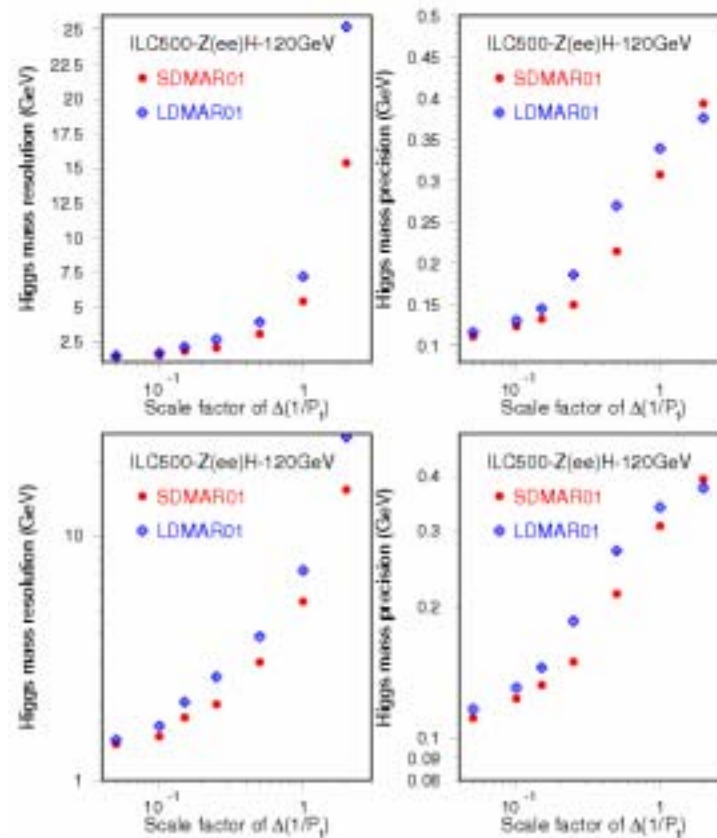 ILC500-Z(ee)H-120GeV
SDMAR01
LDMAR01
Higgs mass resolution (GeV)
25
22.5
20
17.5
15
12.5
10
7.5
5
2.5
10⁻¹
1
Scale factor of Δ(1/Pₜ)
ILC500-Z(ee)H-120GeV
SDMAR01
LDMAR01
Higgs mass precision (GeV)
0.5
0.45
0.4
0.35
0.3
0.25
0.2
0.15
0.1
10⁻¹
1
Scale factor of Δ(1/Pₜ)
ILC500-Z(ee)H-120GeV
SDMAR01
LDMAR01
Higgs mass resolution (GeV)
10
1
10⁻¹
1
Scale factor of Δ(1/Pₜ)
ILC500-Z(ee)H-120GeV
SDMAR01
LDMAR01
Higgs mass precision (GeV)
0.4
0.3
0.2
0.1
0.09
0.08
10⁻¹
1
Scale factor of Δ(1/Pₜ)